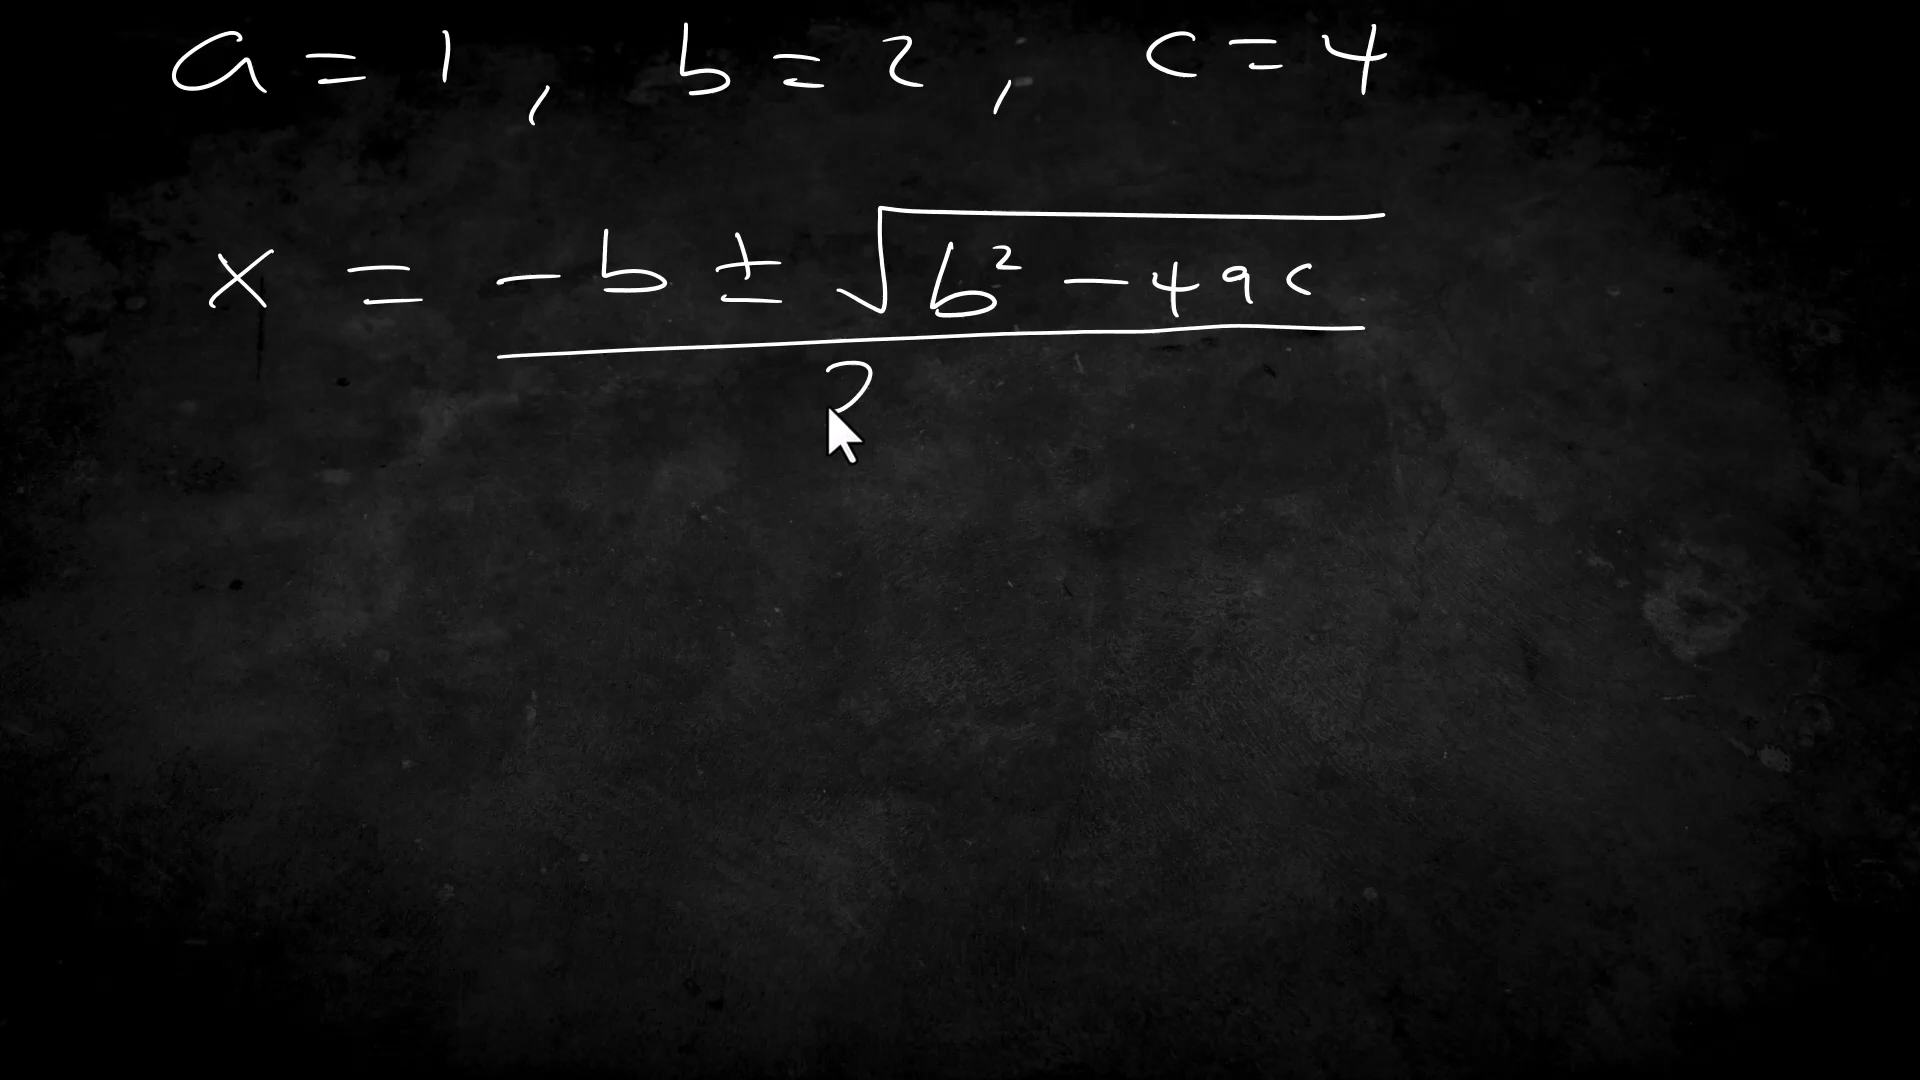 a = 1 , b = 2 , c = 4
x = -b ± √(b² - 4ac)
2